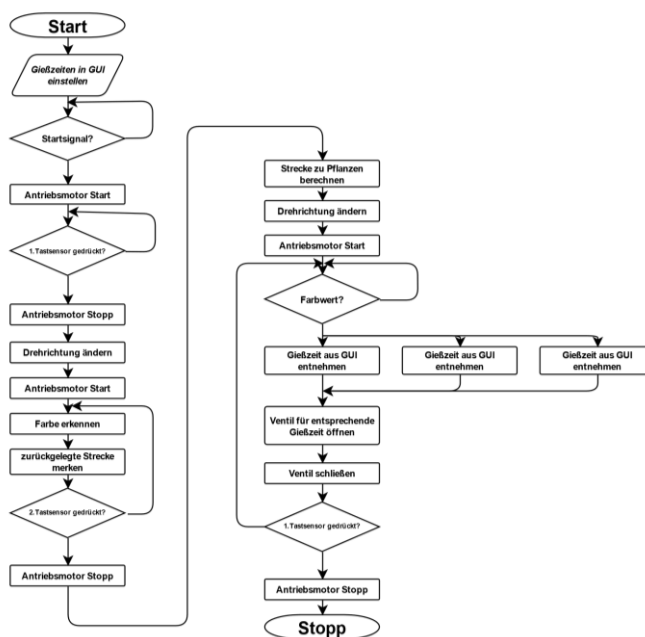 Start
Gießzeiten in GUI
einstellen
Startsignal?
Antriebsmotor Start
1.Tastsensor gedrückt?
Antriebsmotor Stopp
Drehrichtung ändern
Antriebsmotor Start
Farbe erkennen
zurückgelegte Strecke
merken
2.Tastsensor gedrückt?
Antriebsmotor Stopp
Strecke zu Pflanzen
berechnen
Drehrichtung ändern
Antriebsmotor Start
Farbwert?
Gießzeit aus GUI
entnehmen
Gießzeit aus GUI
entnehmen
Gießzeit aus GUI
entnehmen
Ventil für entsprechende
Gießzeit öffnen
Ventil schließen
1.Tastsensor gedrückt?
Antriebsmotor Stopp
Stopp